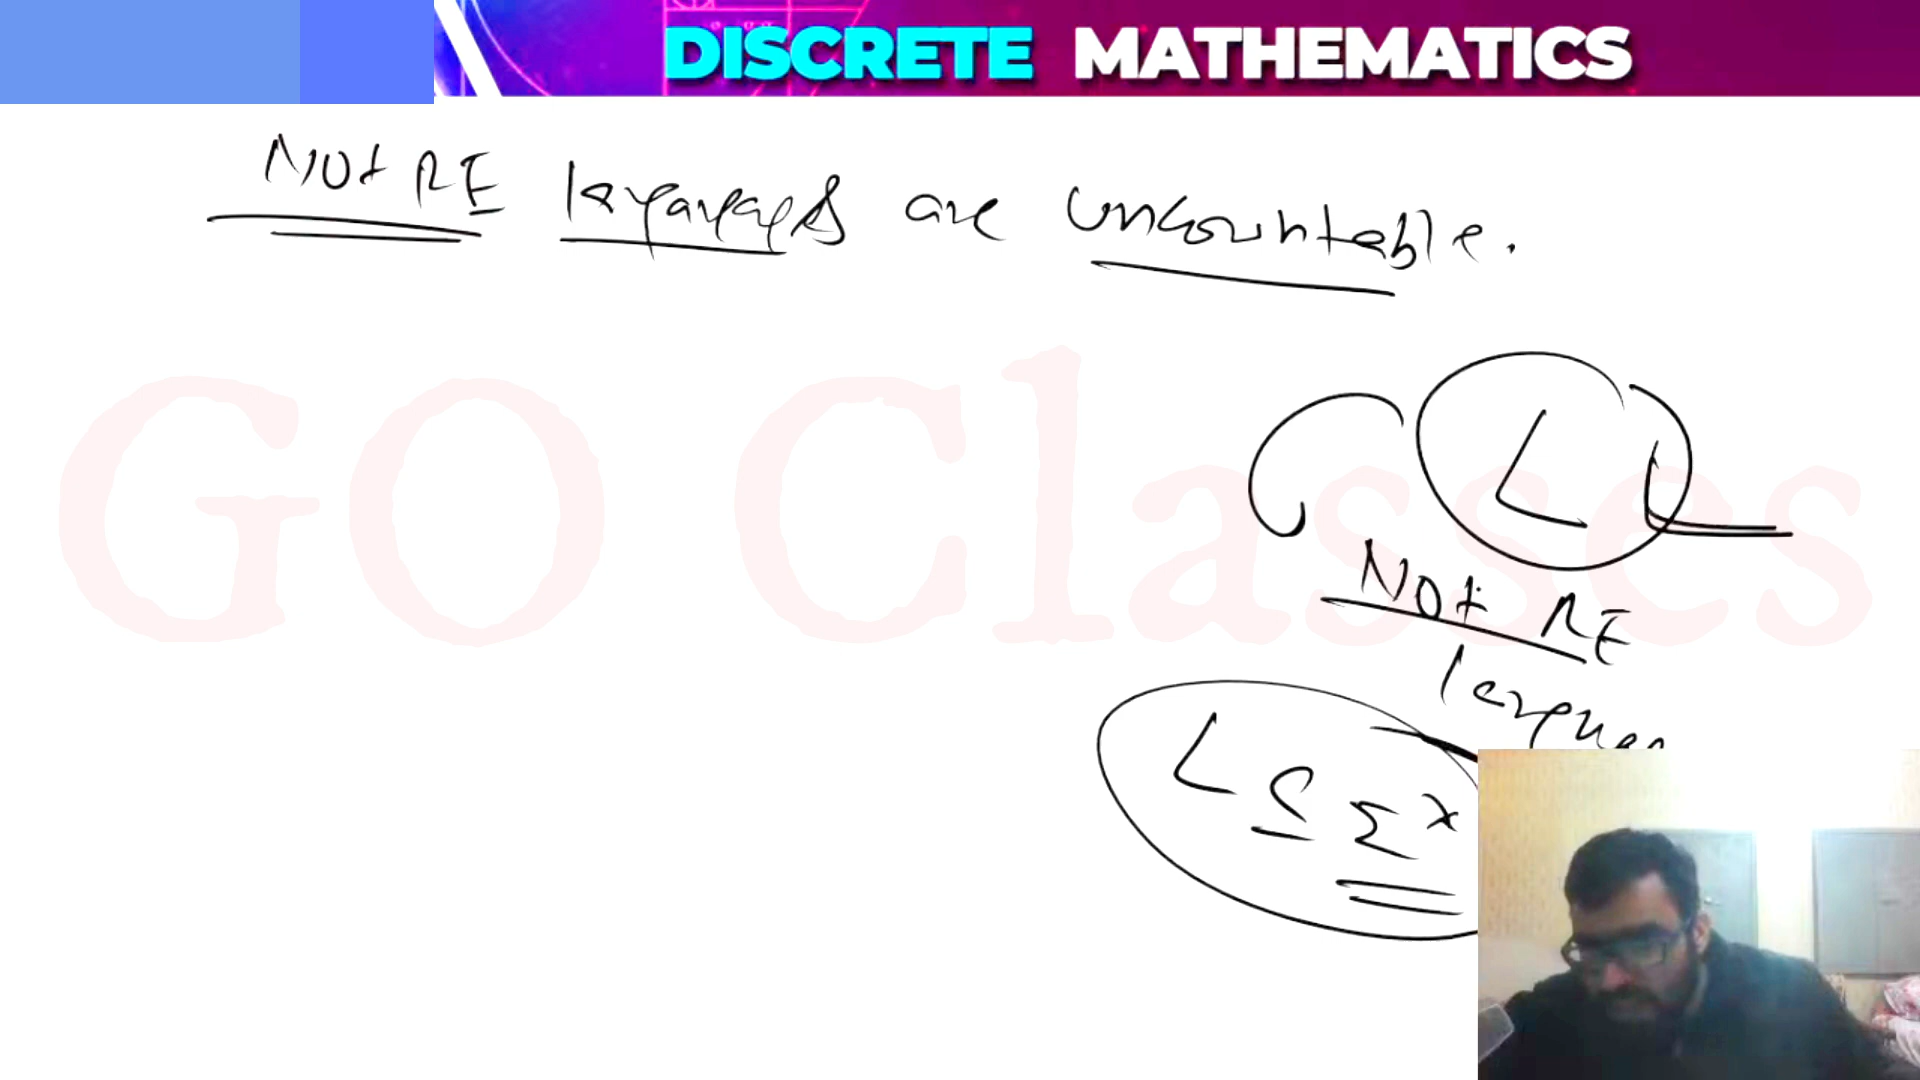 DISCRETE MATHEMATICS
NOT RE languages are uncountable.
GO Classes
L L
NOT RE
L ⊆ Σ*